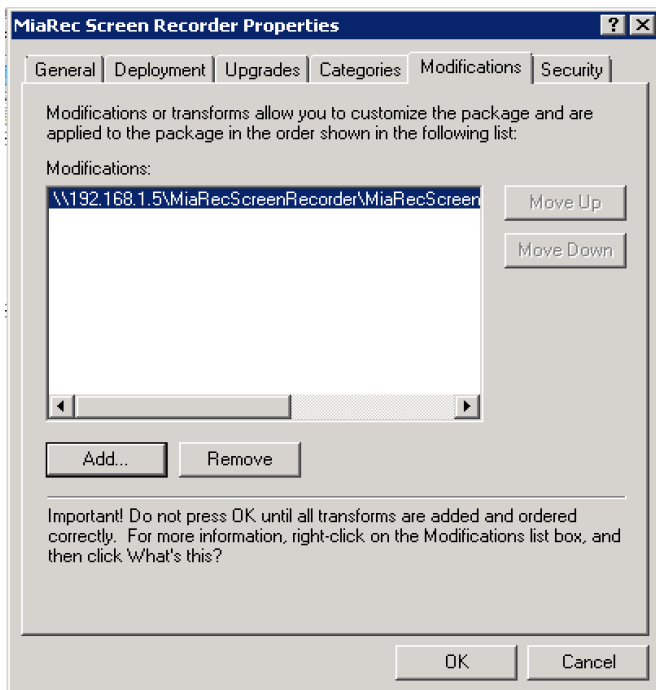 MiaRec Screen Recorder Properties
General Deployment Upgrades Categories Modifications Security
Modifications or transforms allow you to customize the package and are
applied to the package in the order shown in the following list:
Modifications:
\\192.168.1.5\MiaRecScreenRecorder\MiaRecScreen
Move Up
Move Down
Add... Remove
Important! Do not press OK until all transforms are added and ordered
correctly. For more information, right-click on the Modifications list box, and
then click What's this?
OK Cancel